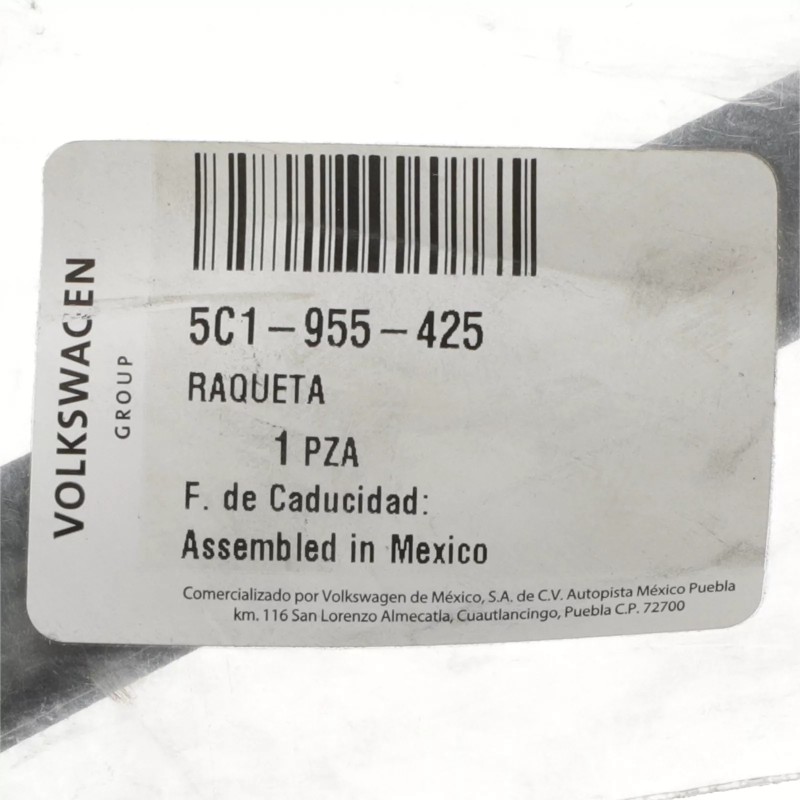 VOLKSWAGEN
GROUP
5C1-955-425
RAQUETA
1 PZA
F. de Caducidad:
Assembled in Mexico
Comercializado por Volkswagen de México, S.A. de C.V. Autopista México Puebla
km. 116 San Lorenzo Almecatla, Cuautlancingo, Puebla C.P. 72700